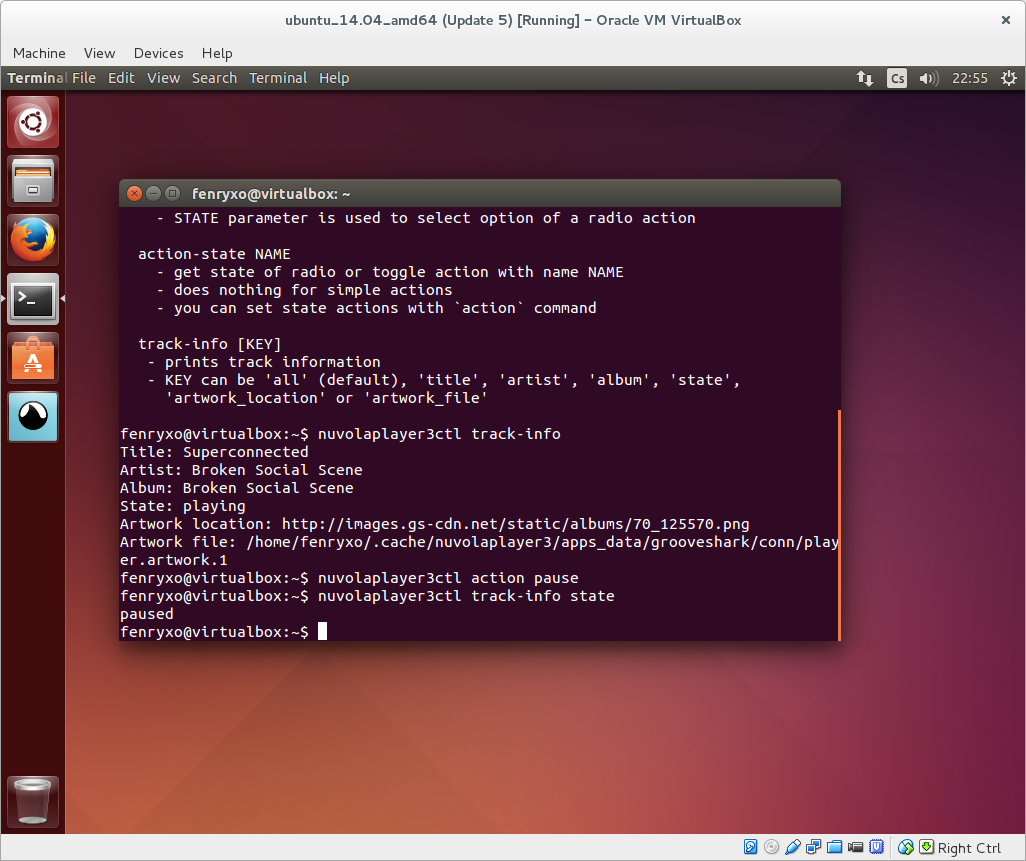 ubuntu_14.04_amd64 (Update 5) [Running] - Oracle VM VirtualBox
Machine View Devices Help
Terminal File Edit View Search Terminal Help Cs 22:55
fenryxo@virtualbox: ~
- STATE parameter is used to select option of a radio action
action-state NAME
- get state of radio or toggle action with name NAME
- does nothing for simple actions
- you can set state actions with `action` command
track-info [KEY]
- prints track information
- KEY can be 'all' (default), 'title', 'artist', 'album', 'state',
'artwork_location' or 'artwork_file'
fenryxo@virtualbox:~$ nuvolaplayer3ctl track-info
Title: Superconnected
Artist: Broken Social Scene
Album: Broken Social Scene
State: playing
Artwork location: http://images.gs-cdn.net/static/albums/70_125570.png
Artwork file: /home/fenryxo/.cache/nuvolaplayer3/apps_data/grooveshark/conn/play
er.artwork.1
fenryxo@virtualbox:~$ nuvolaplayer3ctl action pause
fenryxo@virtualbox:~$ nuvolaplayer3ctl track-info state
paused
fenryxo@virtualbox:~$
Right Ctrl